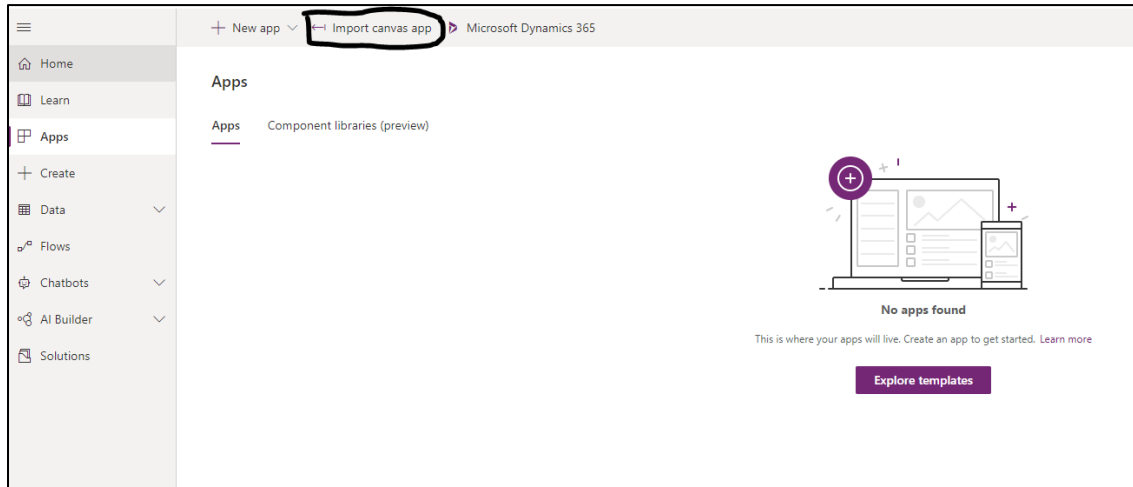 New app
Import canvas app
Microsoft Dynamics 365
Home
Learn
Apps
Create
Data
Flows
Chatbots
AI Builder
Solutions
Apps
Apps
Component libraries (preview)
No apps found
This is where your apps will live. Create an app to get started. Learn more
Explore templates